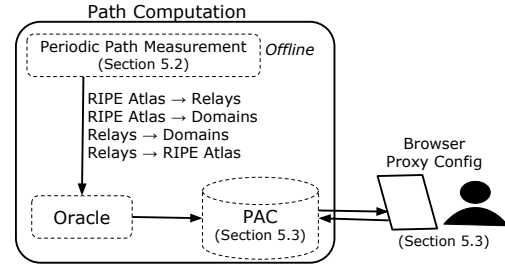 Path Computation
Periodic Path Measurement
(Section 5.2)
Offline
RIPE Atlas → Relays
RIPE Atlas → Domains
Relays → Domains
Relays → RIPE Atlas
Browser
Proxy Config
Oracle
PAC
(Section 5.3)
(Section 5.3)